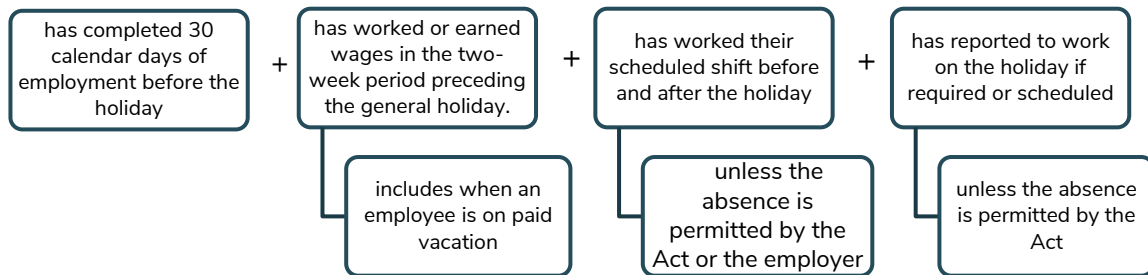 has completed 30
calendar days of
employment before the
holiday
+
has worked or earned
wages in the two-
week period preceding
the general holiday.
includes when an
employee is on paid
vacation
+
has worked their
scheduled shift before
and after the holiday
unless the
absence is
permitted by the
Act or the employer
+
has reported to work
on the holiday if
required or scheduled
unless the absence
is permitted by the
Act